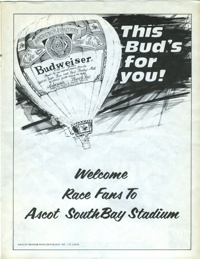 This
Bud's
for
you!
Budweiser
Welcome
Race Fans To
Ascot SouthBay Stadium